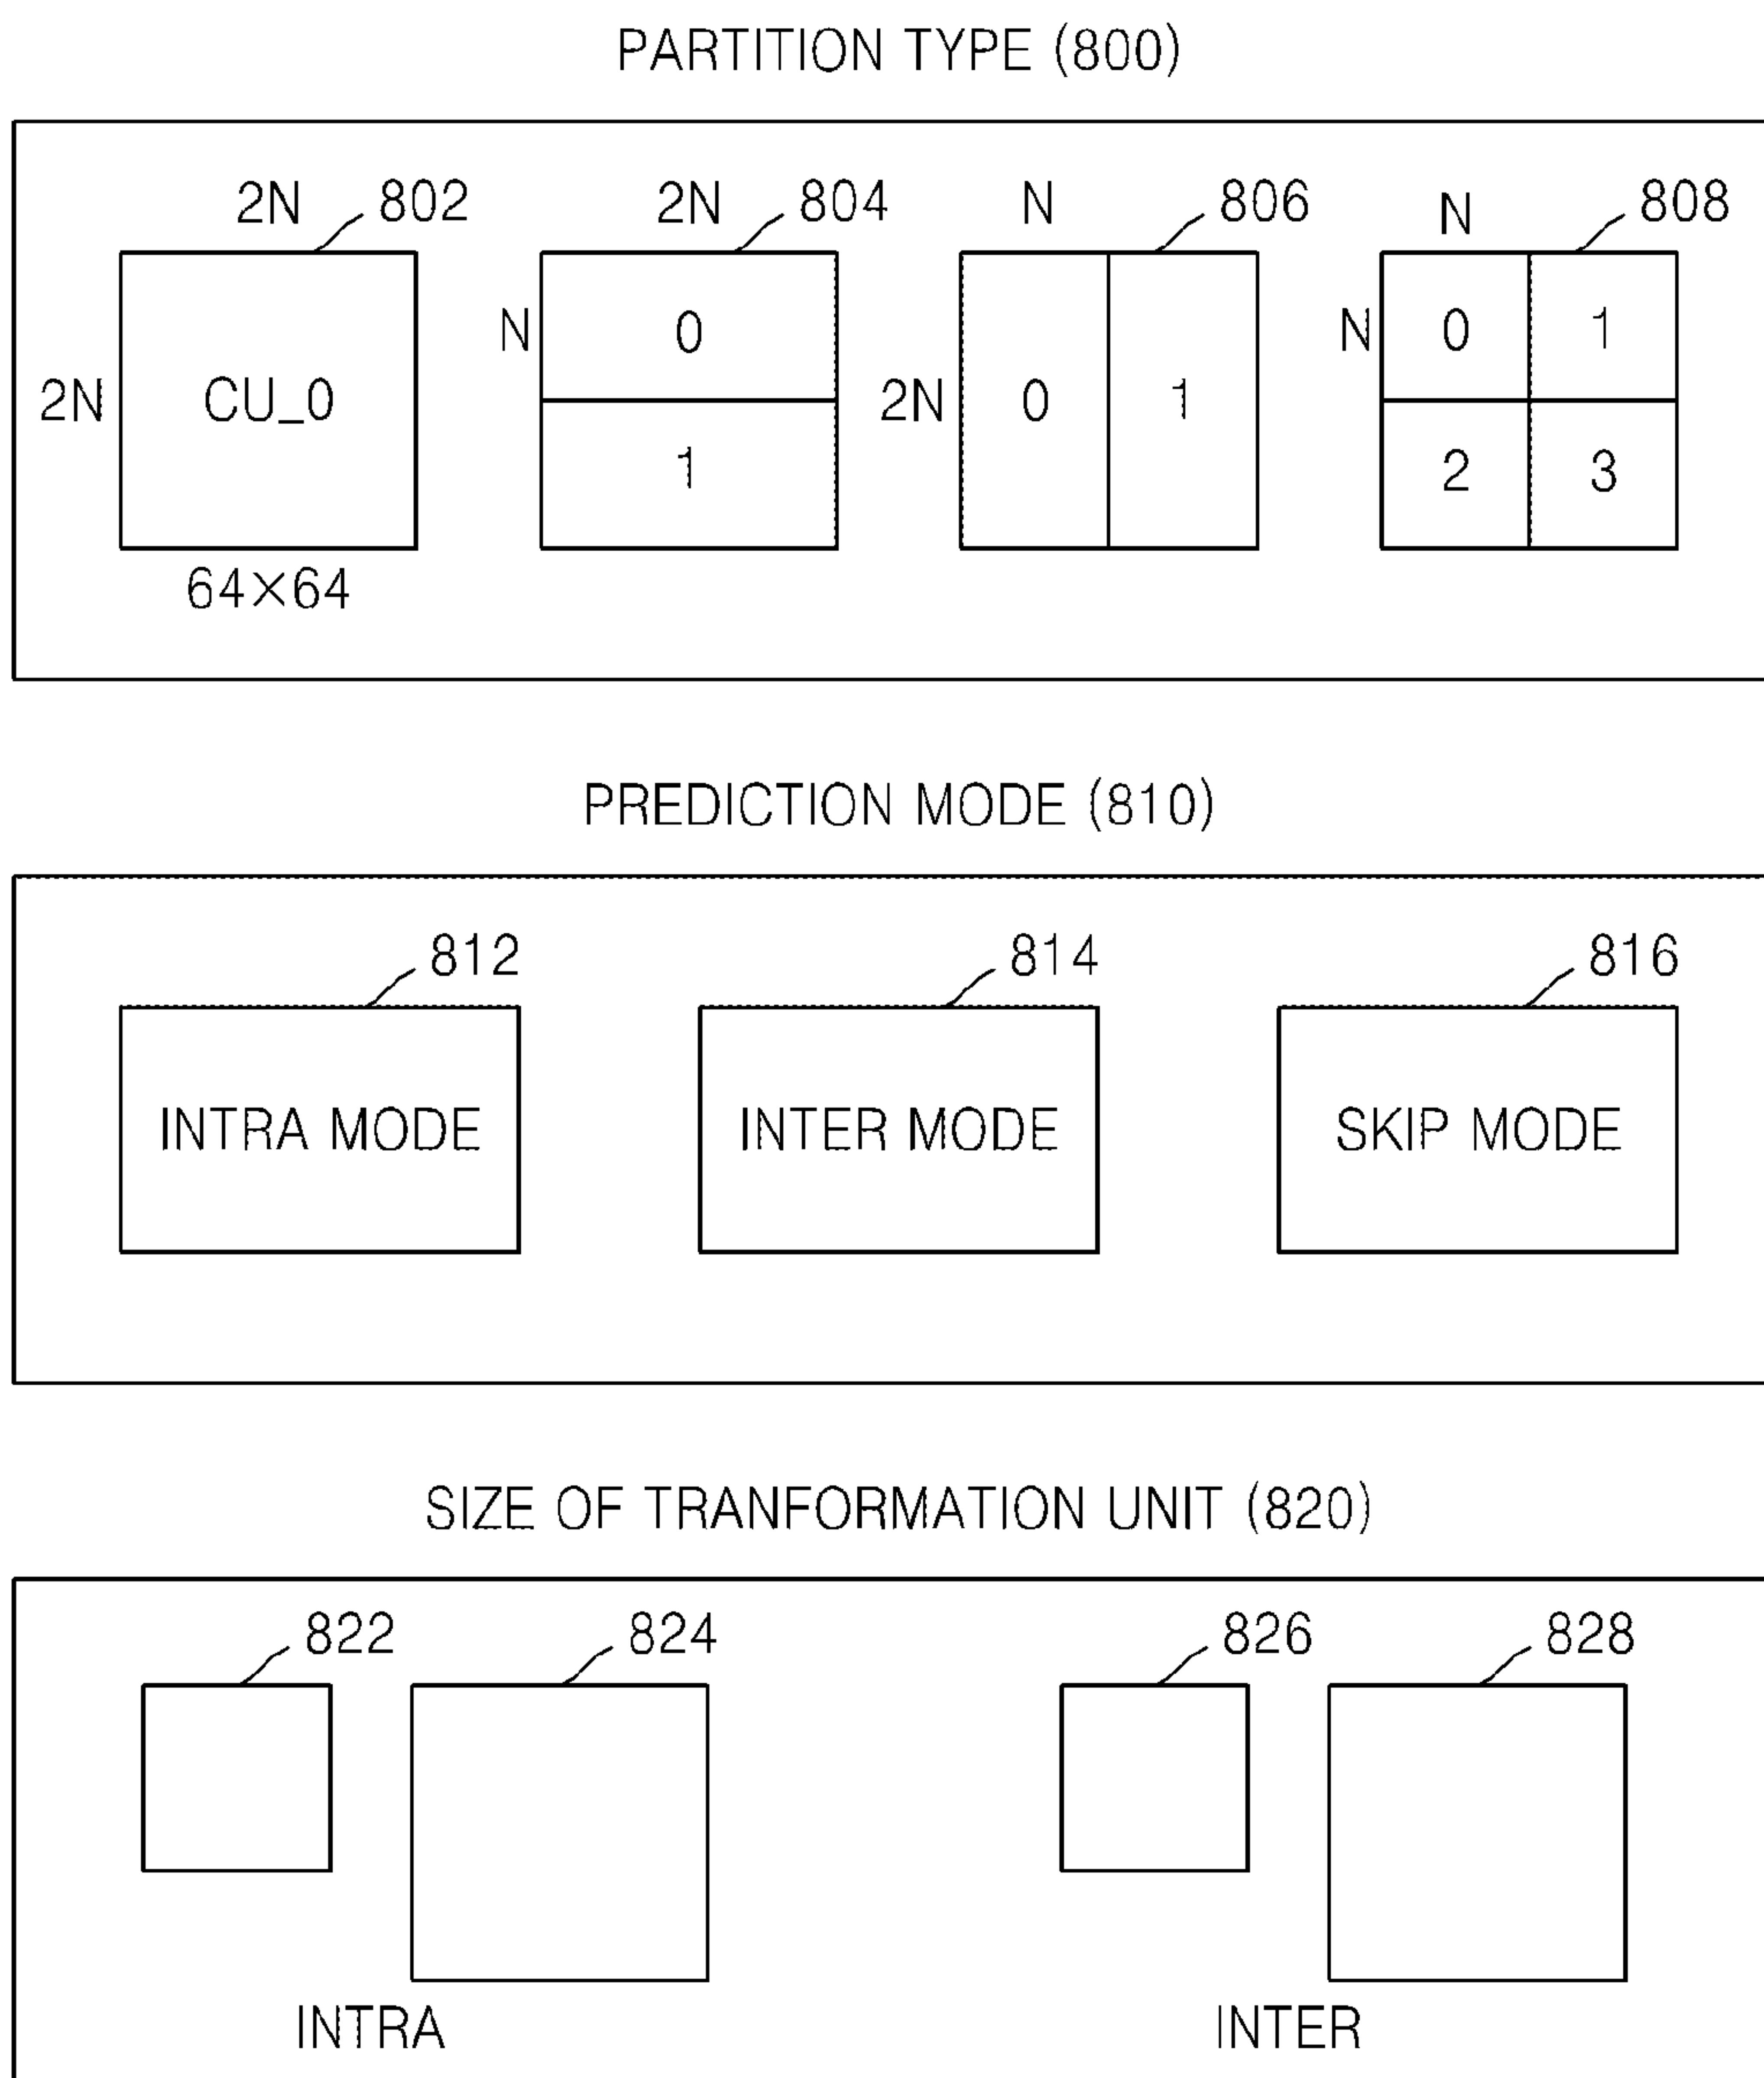 PARTITION TYPE (800)
2N 802 2N 804 N 806 N 808
N 0 N 0 1
2N CU_0 2N 0 1
1 2 3
64×64
PREDICTION MODE (810)
812 814 816
INTRA MODE INTER MODE SKIP MODE
SIZE OF TRANFORMATION UNIT (820)
822 824 826 828
INTRA INTER